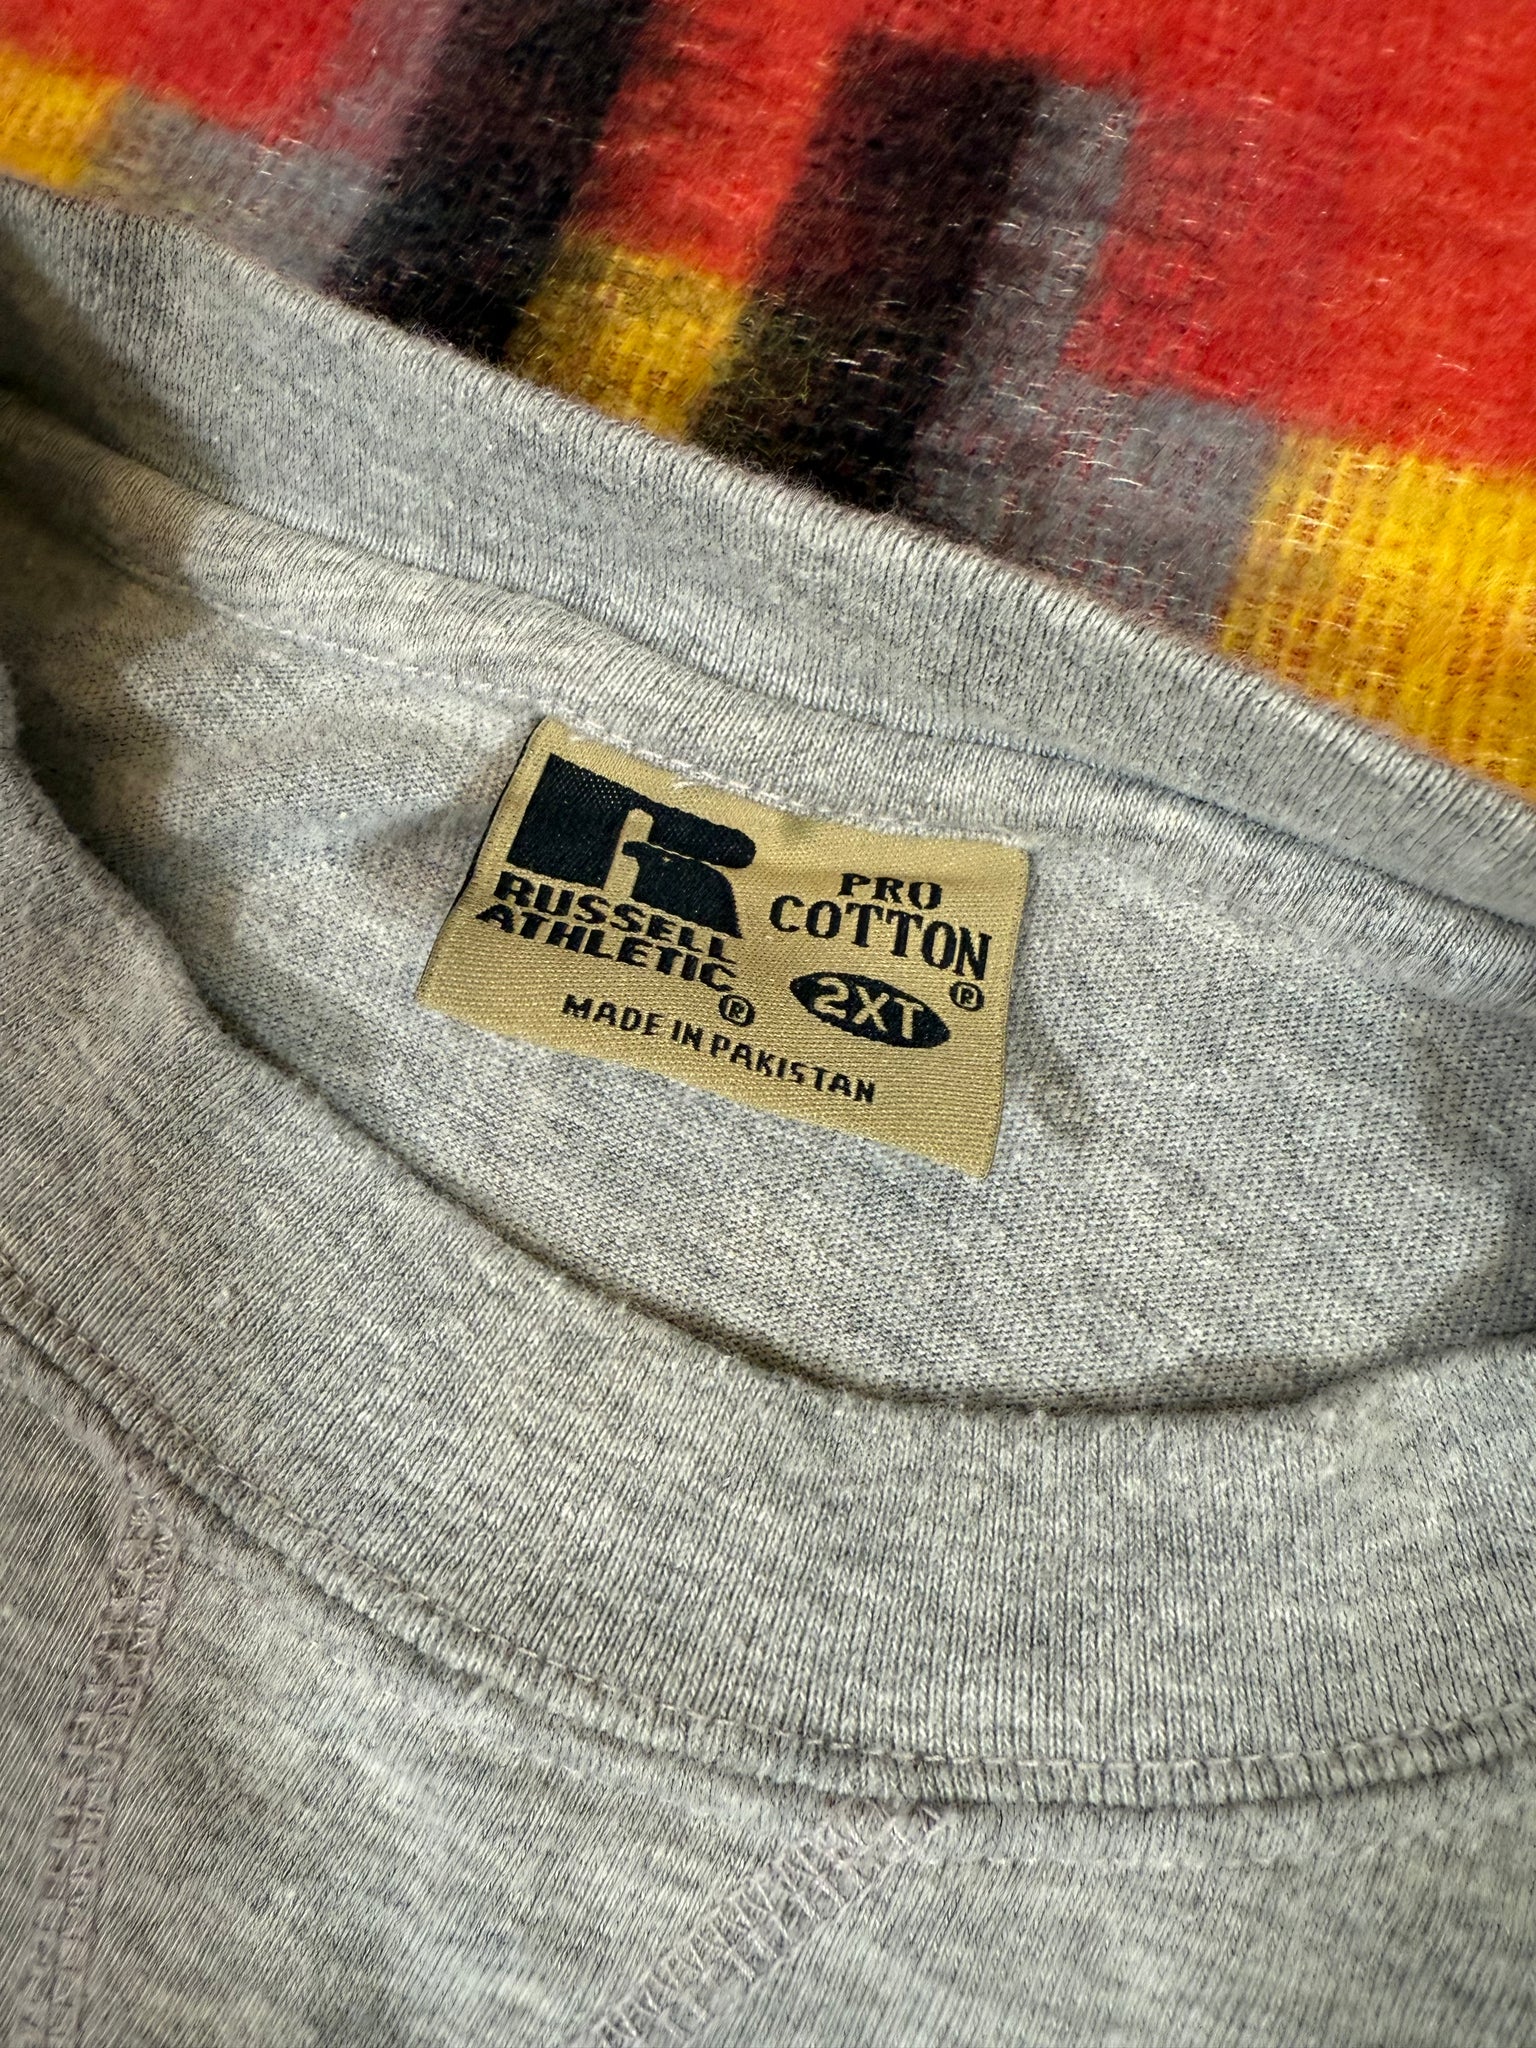 RUSSELL
ATHLETIC®
PRO
COTTON®
2XT
MADE IN PAKISTAN